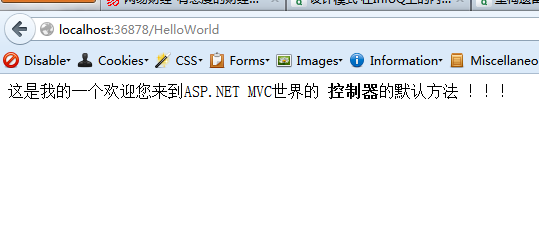 localhost:36878/HelloWorld
Disable Cookies CSS Forms Images Information Miscellaneo
这是我的一个欢迎您来到ASP.NET MVC世界的 控制器的默认方法 ！！！